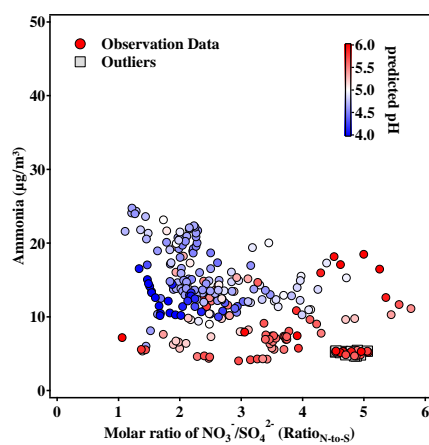 50
40
30
20
10
0
Ammonia (μg/m³)
Observation Data
Outliers
6.0
5.5
5.0
4.5
4.0
predicted pH
0 1 2 3 4 5 6
Molar ratio of NO₃⁻/SO₄²⁻ (Ratio_N-to-S)